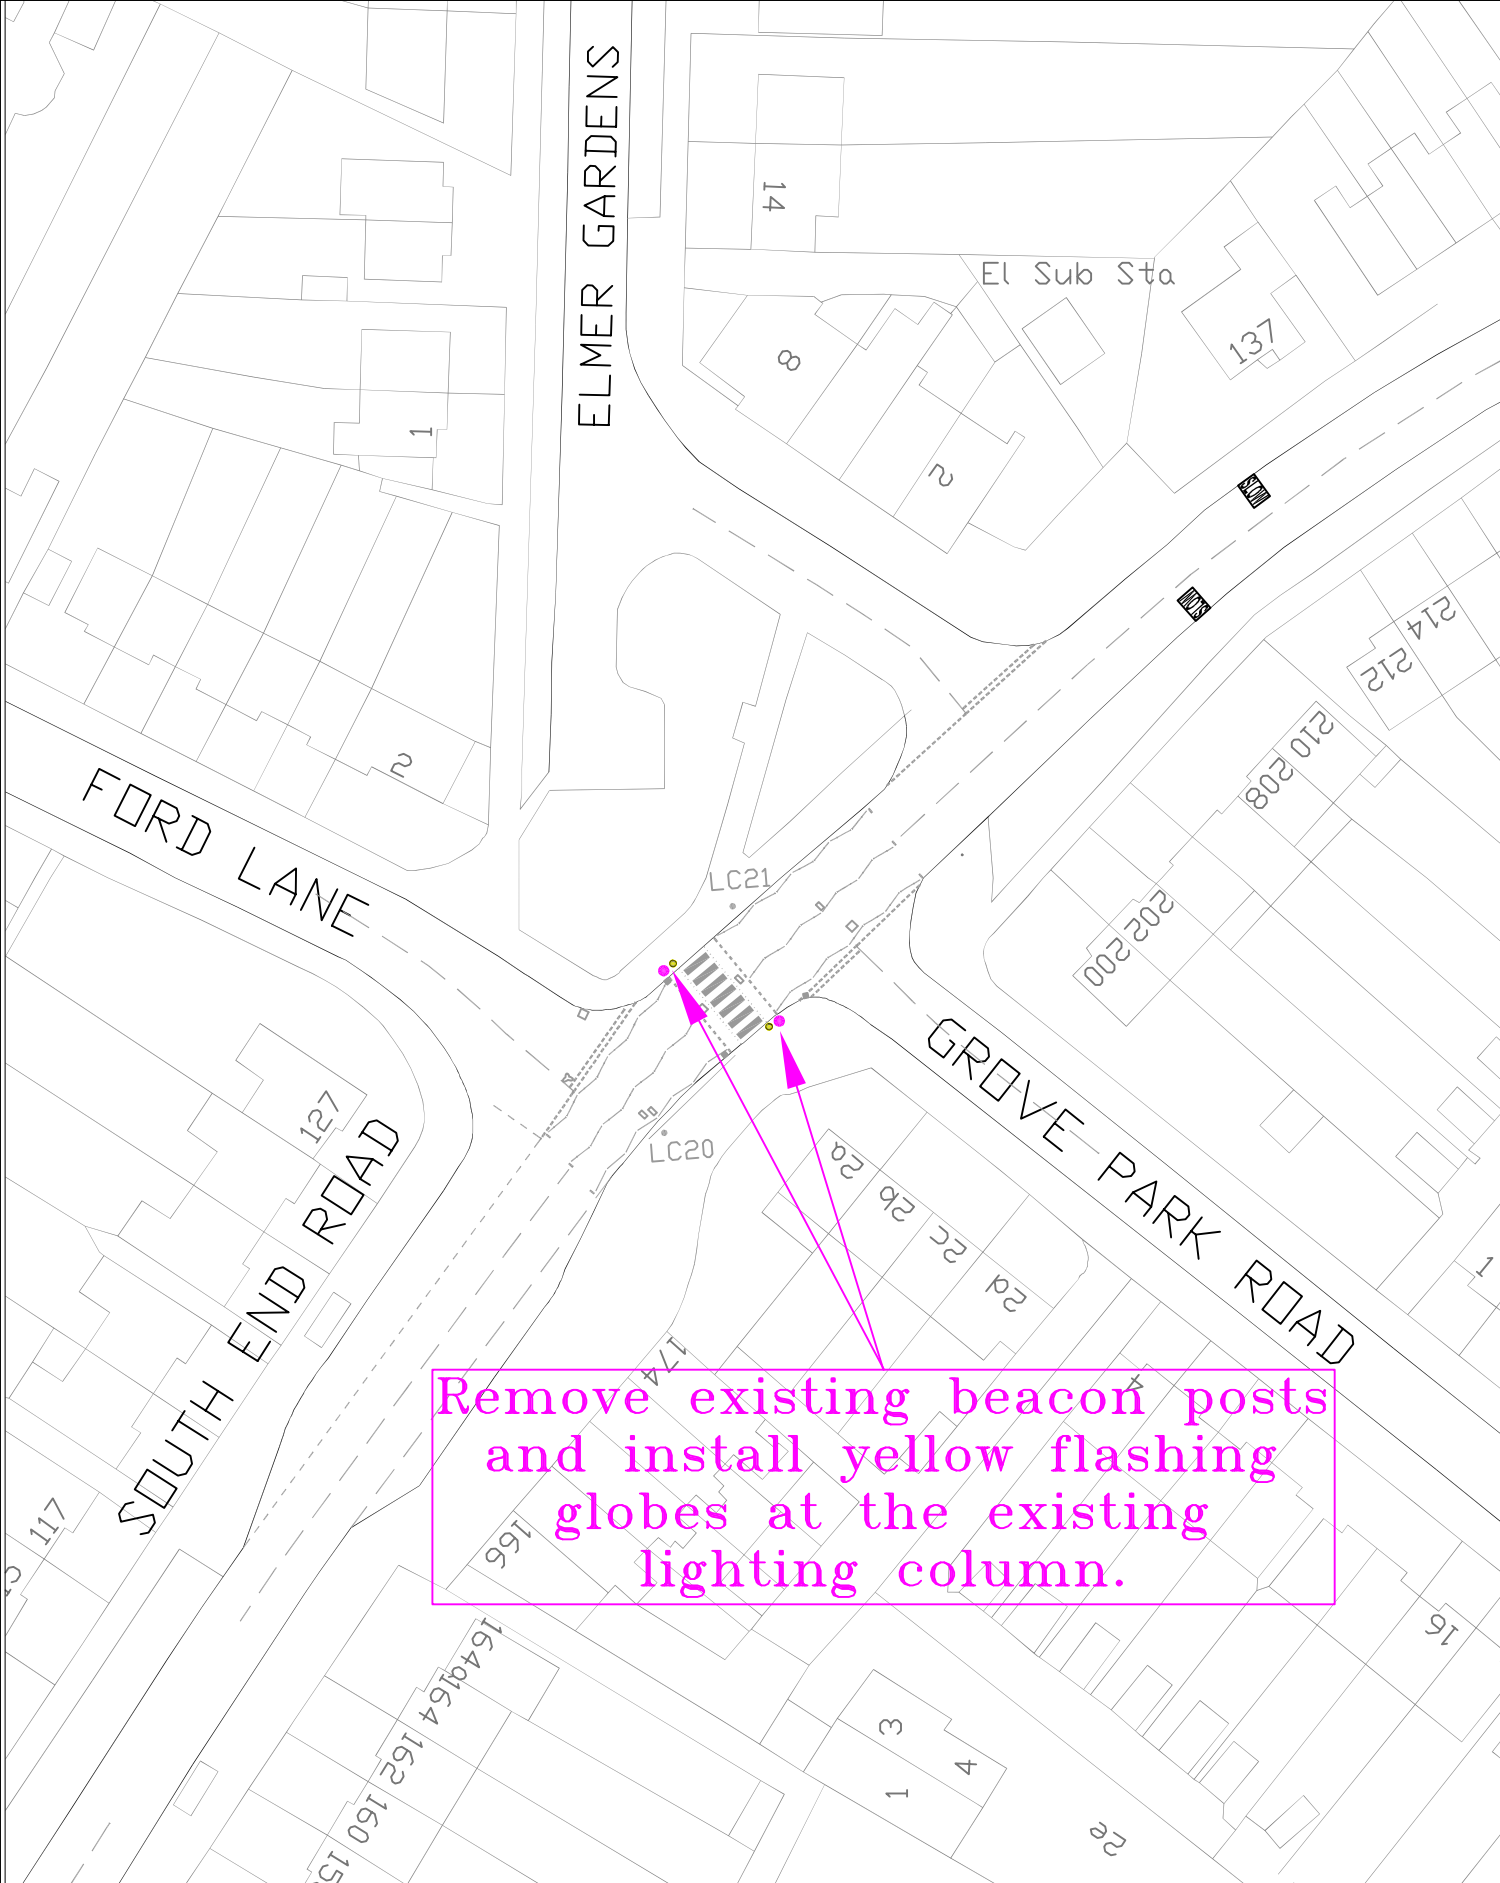 ELMER GARDENS
14
El Sub Sta
137
8
1
2
SLOW
SLOW
214
212
2
210
208
FORD LANE
LC21
202
200
GROVE PARK ROAD
127
LC20
2a
2b
2c
2d
1
SOUTH END ROAD
174
4
Remove existing beacon posts
and install yellow flashing
globes at the existing
lighting column.
117
166
16
164a
164
162
160
3
4
1
2e